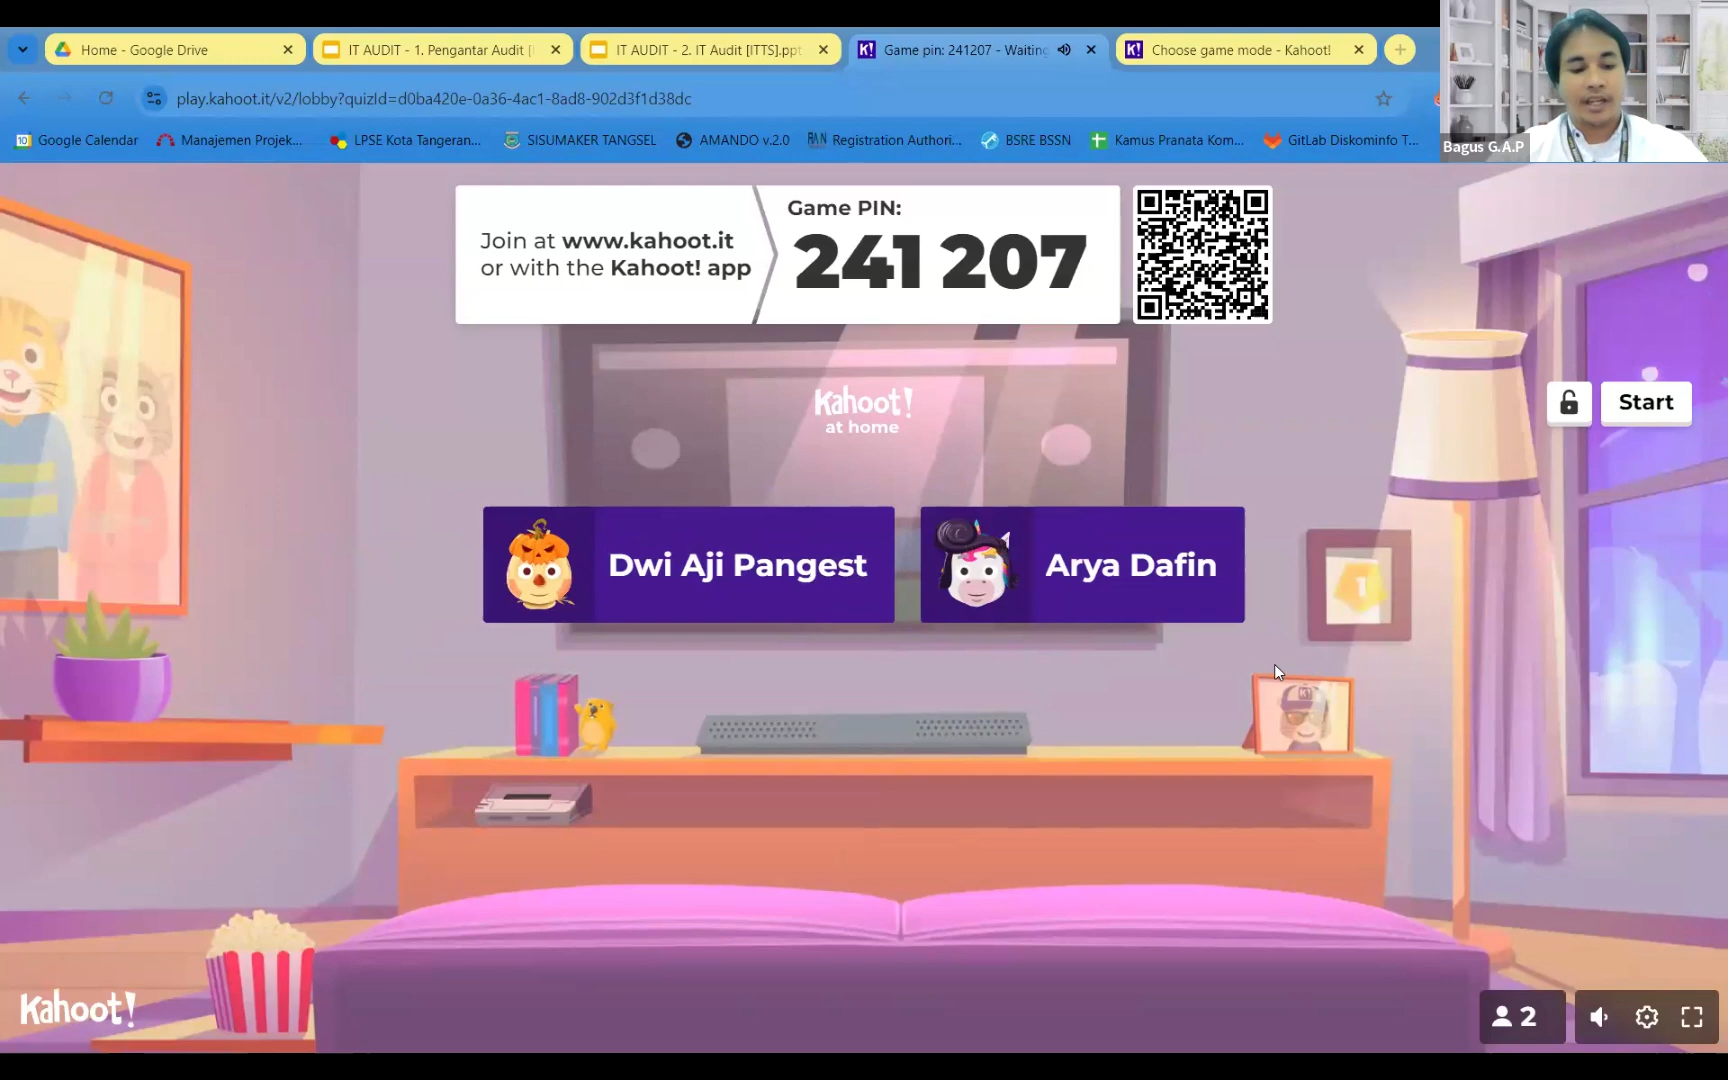 Home - Google Drive
IT AUDIT - 1. Pengantar Audit [
IT AUDIT - 2. IT Audit [ITTS].ppt
Game pin: 241207 - Waiting
Choose game mode - Kahoot!
play.kahoot.it/v2/lobby?quizId=d0ba420e-0a36-4ac1-8ad8-902d3f1d38dc
Google Calendar
Manajemen Projek...
LPSE Kota Tangeran...
SISUMAKER TANGSEL
AMANDO v.2.0
Registration Authori...
BSRE BSSN
Kamus Pranata Kom...
GitLab Diskominfo T...
Bagus G.A.P
Join at www.kahoot.it
or with the Kahoot! app
Game PIN:
241 207
Kahoot!
at home
Start
Dwi Aji Pangest
Arya Dafin
1
Kahoot!
2